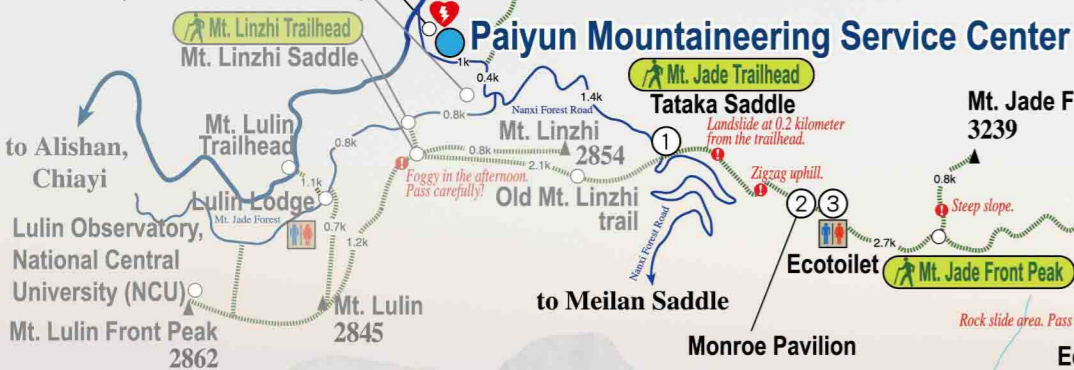 Mt. Linzhi Trailhead
Mt. Linzhi Saddle
Paiyun Mountaineering Service Center
1k
0.4k
Mt. Jade Trailhead
Tataka Saddle
1.4k
Nanxi Forest Road
Mt. Jade F
3239
to Alishan,
Chiayi
Mt. Lulin
Trailhead
0.8k
0.8k
Mt. Linzhi
2854
0.8k
2.1k
1
Landslide at 0.2 kilometer
from the trailhead.
Zigzag uphill.
0.8k
Foggy in the afternoon.
Pass carefully!
Old Mt. Linzhi
trail
1.1k
Lulin Lodge
Mt. Jade Forest
0.7k
1.2k
2
3
Steep slope.
Lulin Observatory,
National Central
University (NCU)
Nanxi Forest Road
2.7k
Ecotoilet
Mt. Jade Front Peak
to Meilan Saddle
Mt. Lulin
2845
Mt. Lulin Front Peak
2862
Monroe Pavilion
Rock slide area. Pass